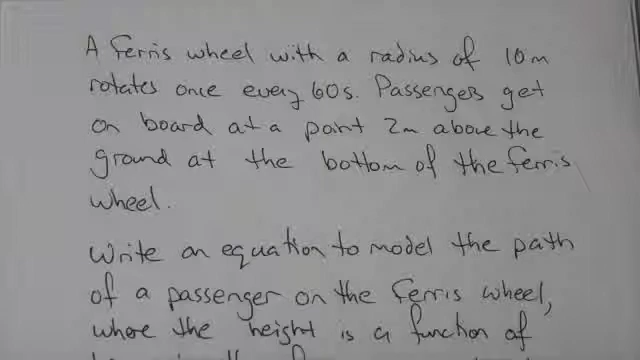 A ferris wheel with a radius of 10m
rotates once every 60s. Passengers get
on board at a point 2m above the
ground at the bottom of the ferris
wheel.
Write an equation to model the path
of a passenger on the ferris wheel,
where the height is a function of